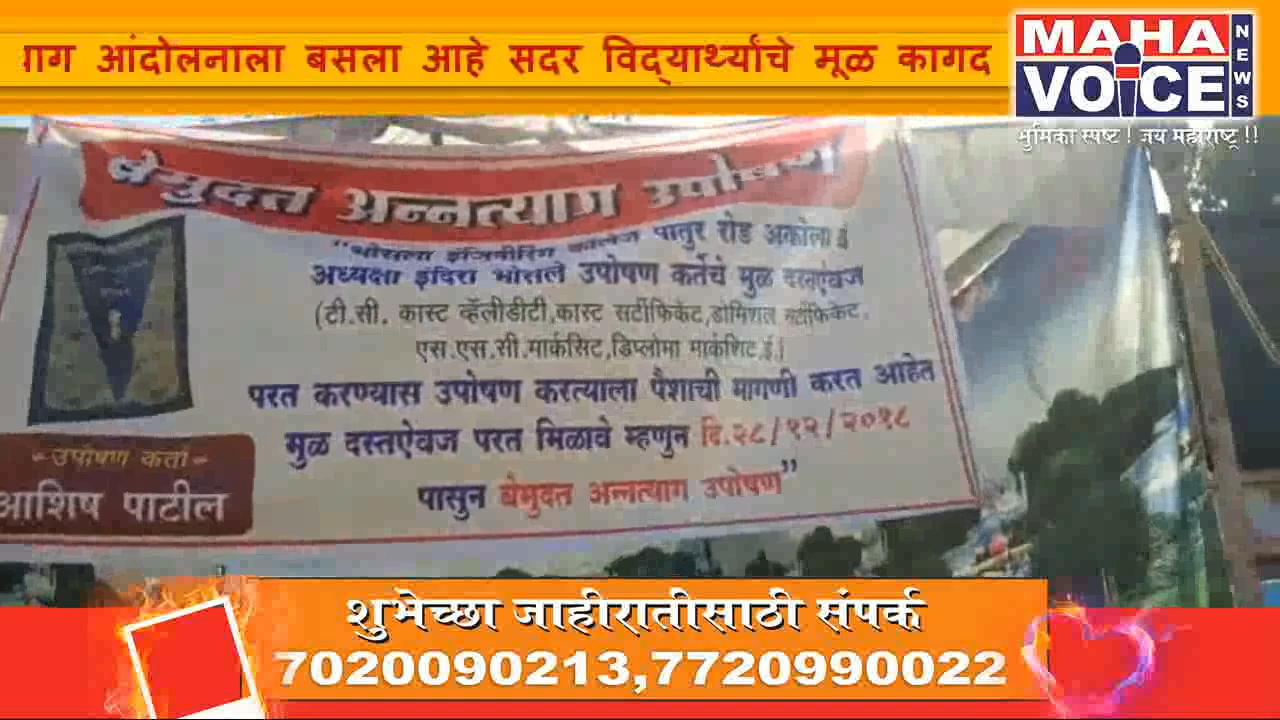 आंदोलनाला बसला आहे सदर विद्यार्थ्यांचे मूळ कागद
MAHA
VOICE
NEWS
भुमिका स्पष्ट ! जय महाराष्ट्र !!
बेमुदत अन्नत्याग उपोषण
"भोसला इंजिनीरिंग कालेज पातुर रोड अकोला
अध्यक्षा इंदिरा भोसले उपोषण कर्तेचे मुळ दस्तऐवज
(टी.सी. कास्ट व्हॅलीडीटी,कास्ट सर्टीफिकेट,डोमिशल सर्टीफिकेट,
एस.एस.सी.मार्कसिट,डिप्लोमा मार्कशिट,ई.)
परत करण्यास उपोषण करत्याला पैशाची मागणी करत आहेत
मुळ दस्तऐवज परत मिळावे म्हणुन दि.२८/१२/२०१८
पासुन बेमुदत अन्नत्याग उपोषण"
-उपोषण कर्ता-
आशिष पाटील
शुभेच्छा जाहीरातीसाठी संपर्क
7020090213,7720990022